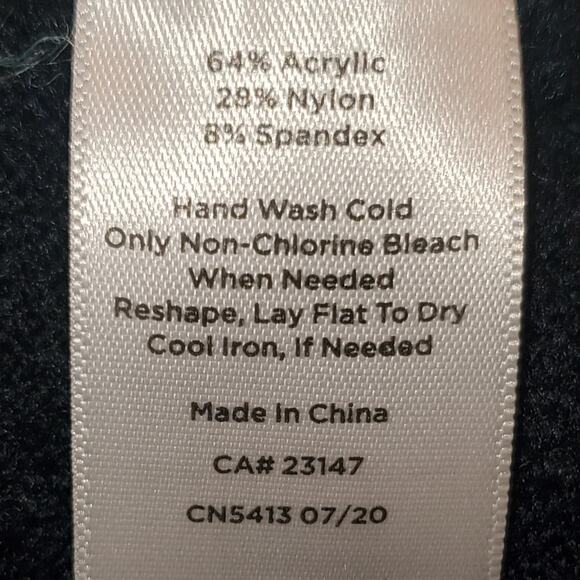 64% Acrylic
28% Nylon
8% Spandex
Hand Wash Cold
Only Non-Chlorine Bleach
When Needed
Reshape, Lay Flat To Dry
Cool Iron, If Needed
Made In China
CA# 23147
CN5413 07/20